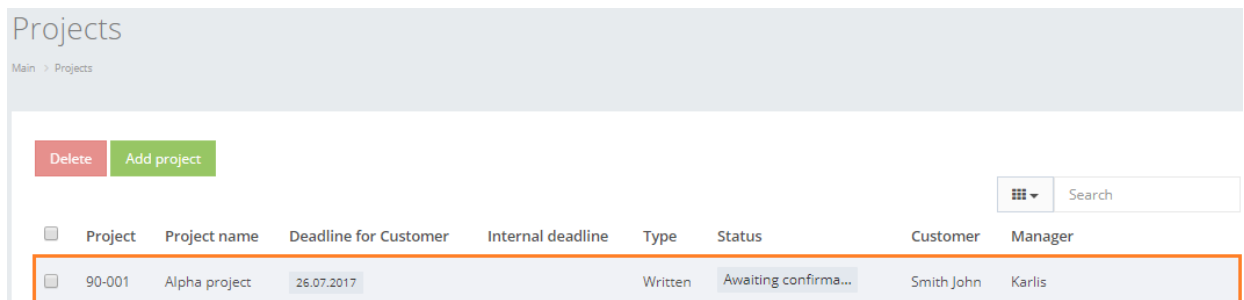 Projects
Main > Projects
Delete Add project
Search
Project Project name Deadline for Customer Internal deadline Type Status Customer Manager
90-001 Alpha project 26.07.2017 Written Awaiting confirma... Smith John Karlis